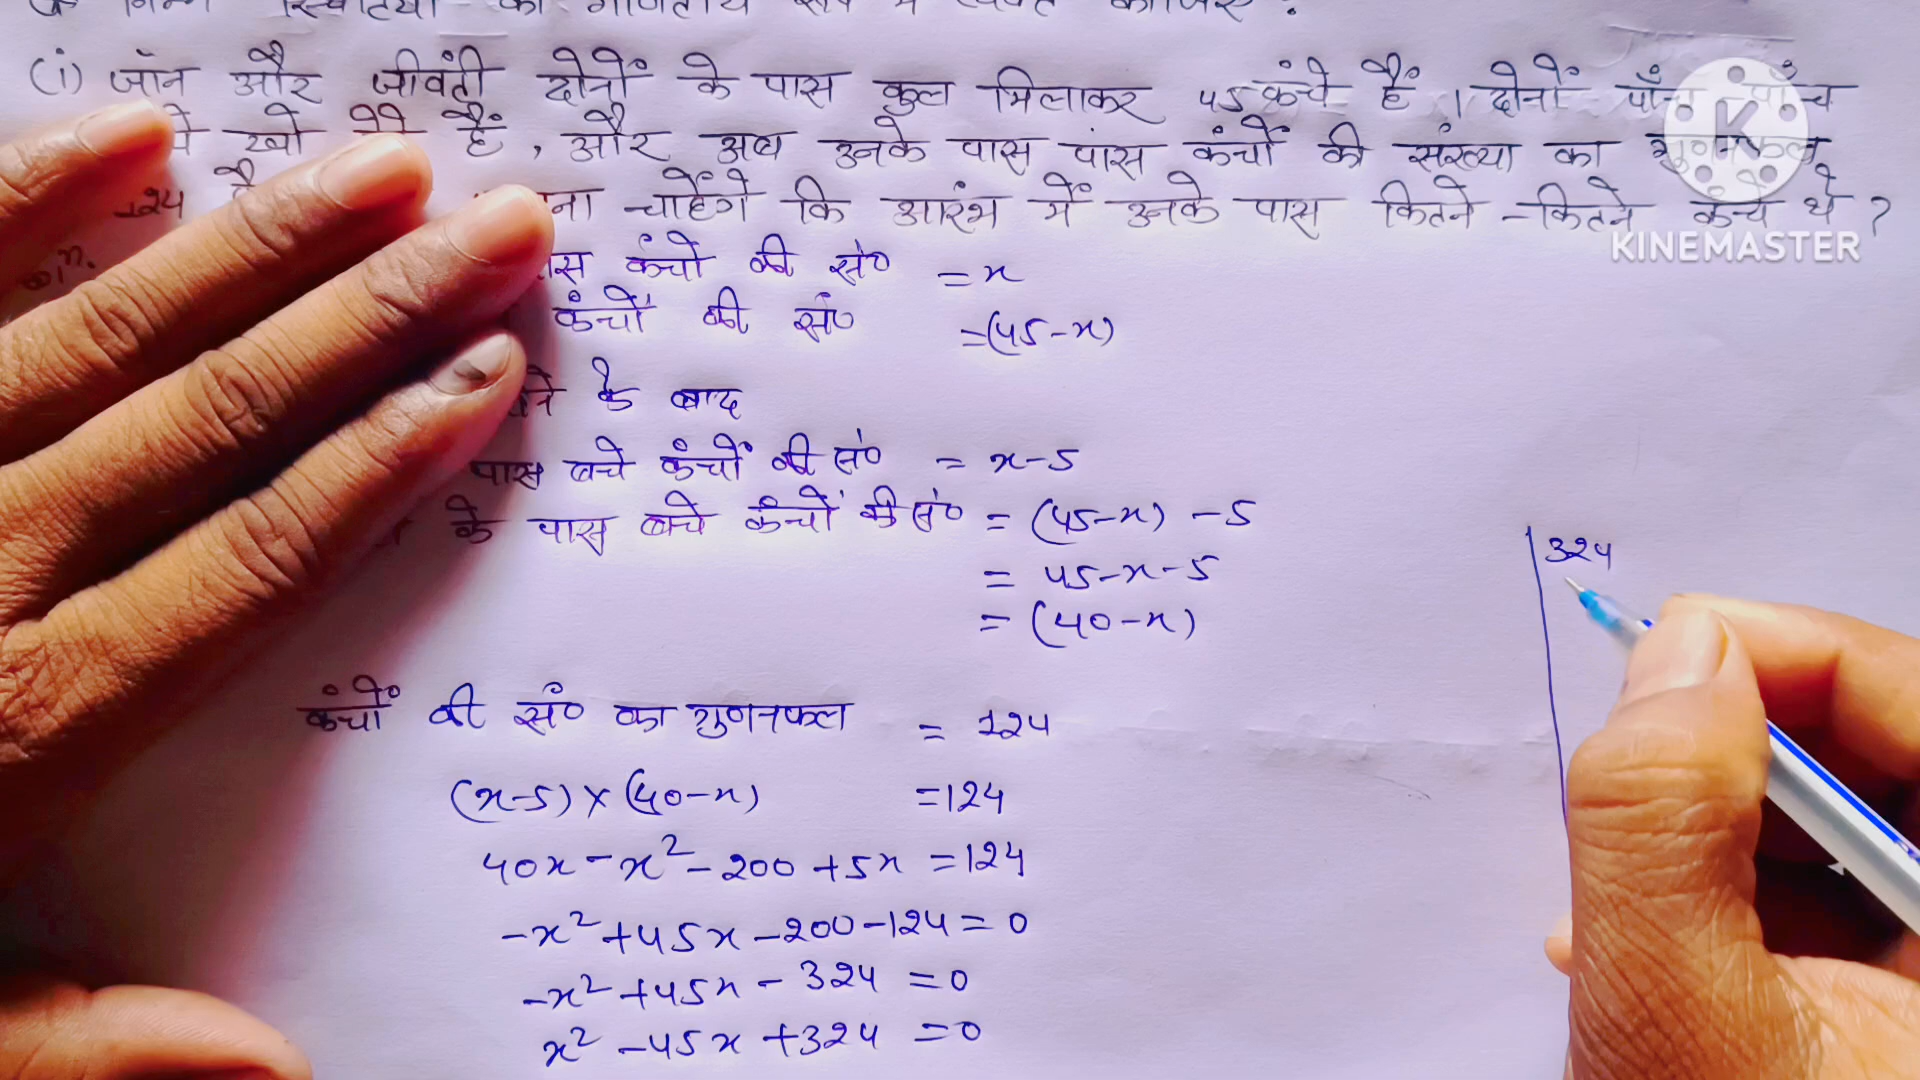 (i) जॉन और जीवंती दोनों के पास कुल मिलाकर 45 कंचे हैं । दोनों पाँच पाँच
खो देते हैं , और अब उनके पास पास कंचों की संख्या का गुणनफल
124 चाहेंगे कि आरंभ में उनके पास कितने - कितने कंचे थे ?
KINEMASTER
कंचों की सं० = x
कंचों की सं० = (45-x)
के बाद
पास बचे कंचों की सं० = x-5
के पास बचे कंचों की सं० = (45-x) -5
= 45-x-5
= (40-x)
324
कंचों की सं० का गुणनफल = 124
(x-5) × (40-x) =124
40x - x² - 200 +5x =124
-x² +45x -200 -124 = 0
-x² +45x - 324 = 0
x² -45x +324 = 0